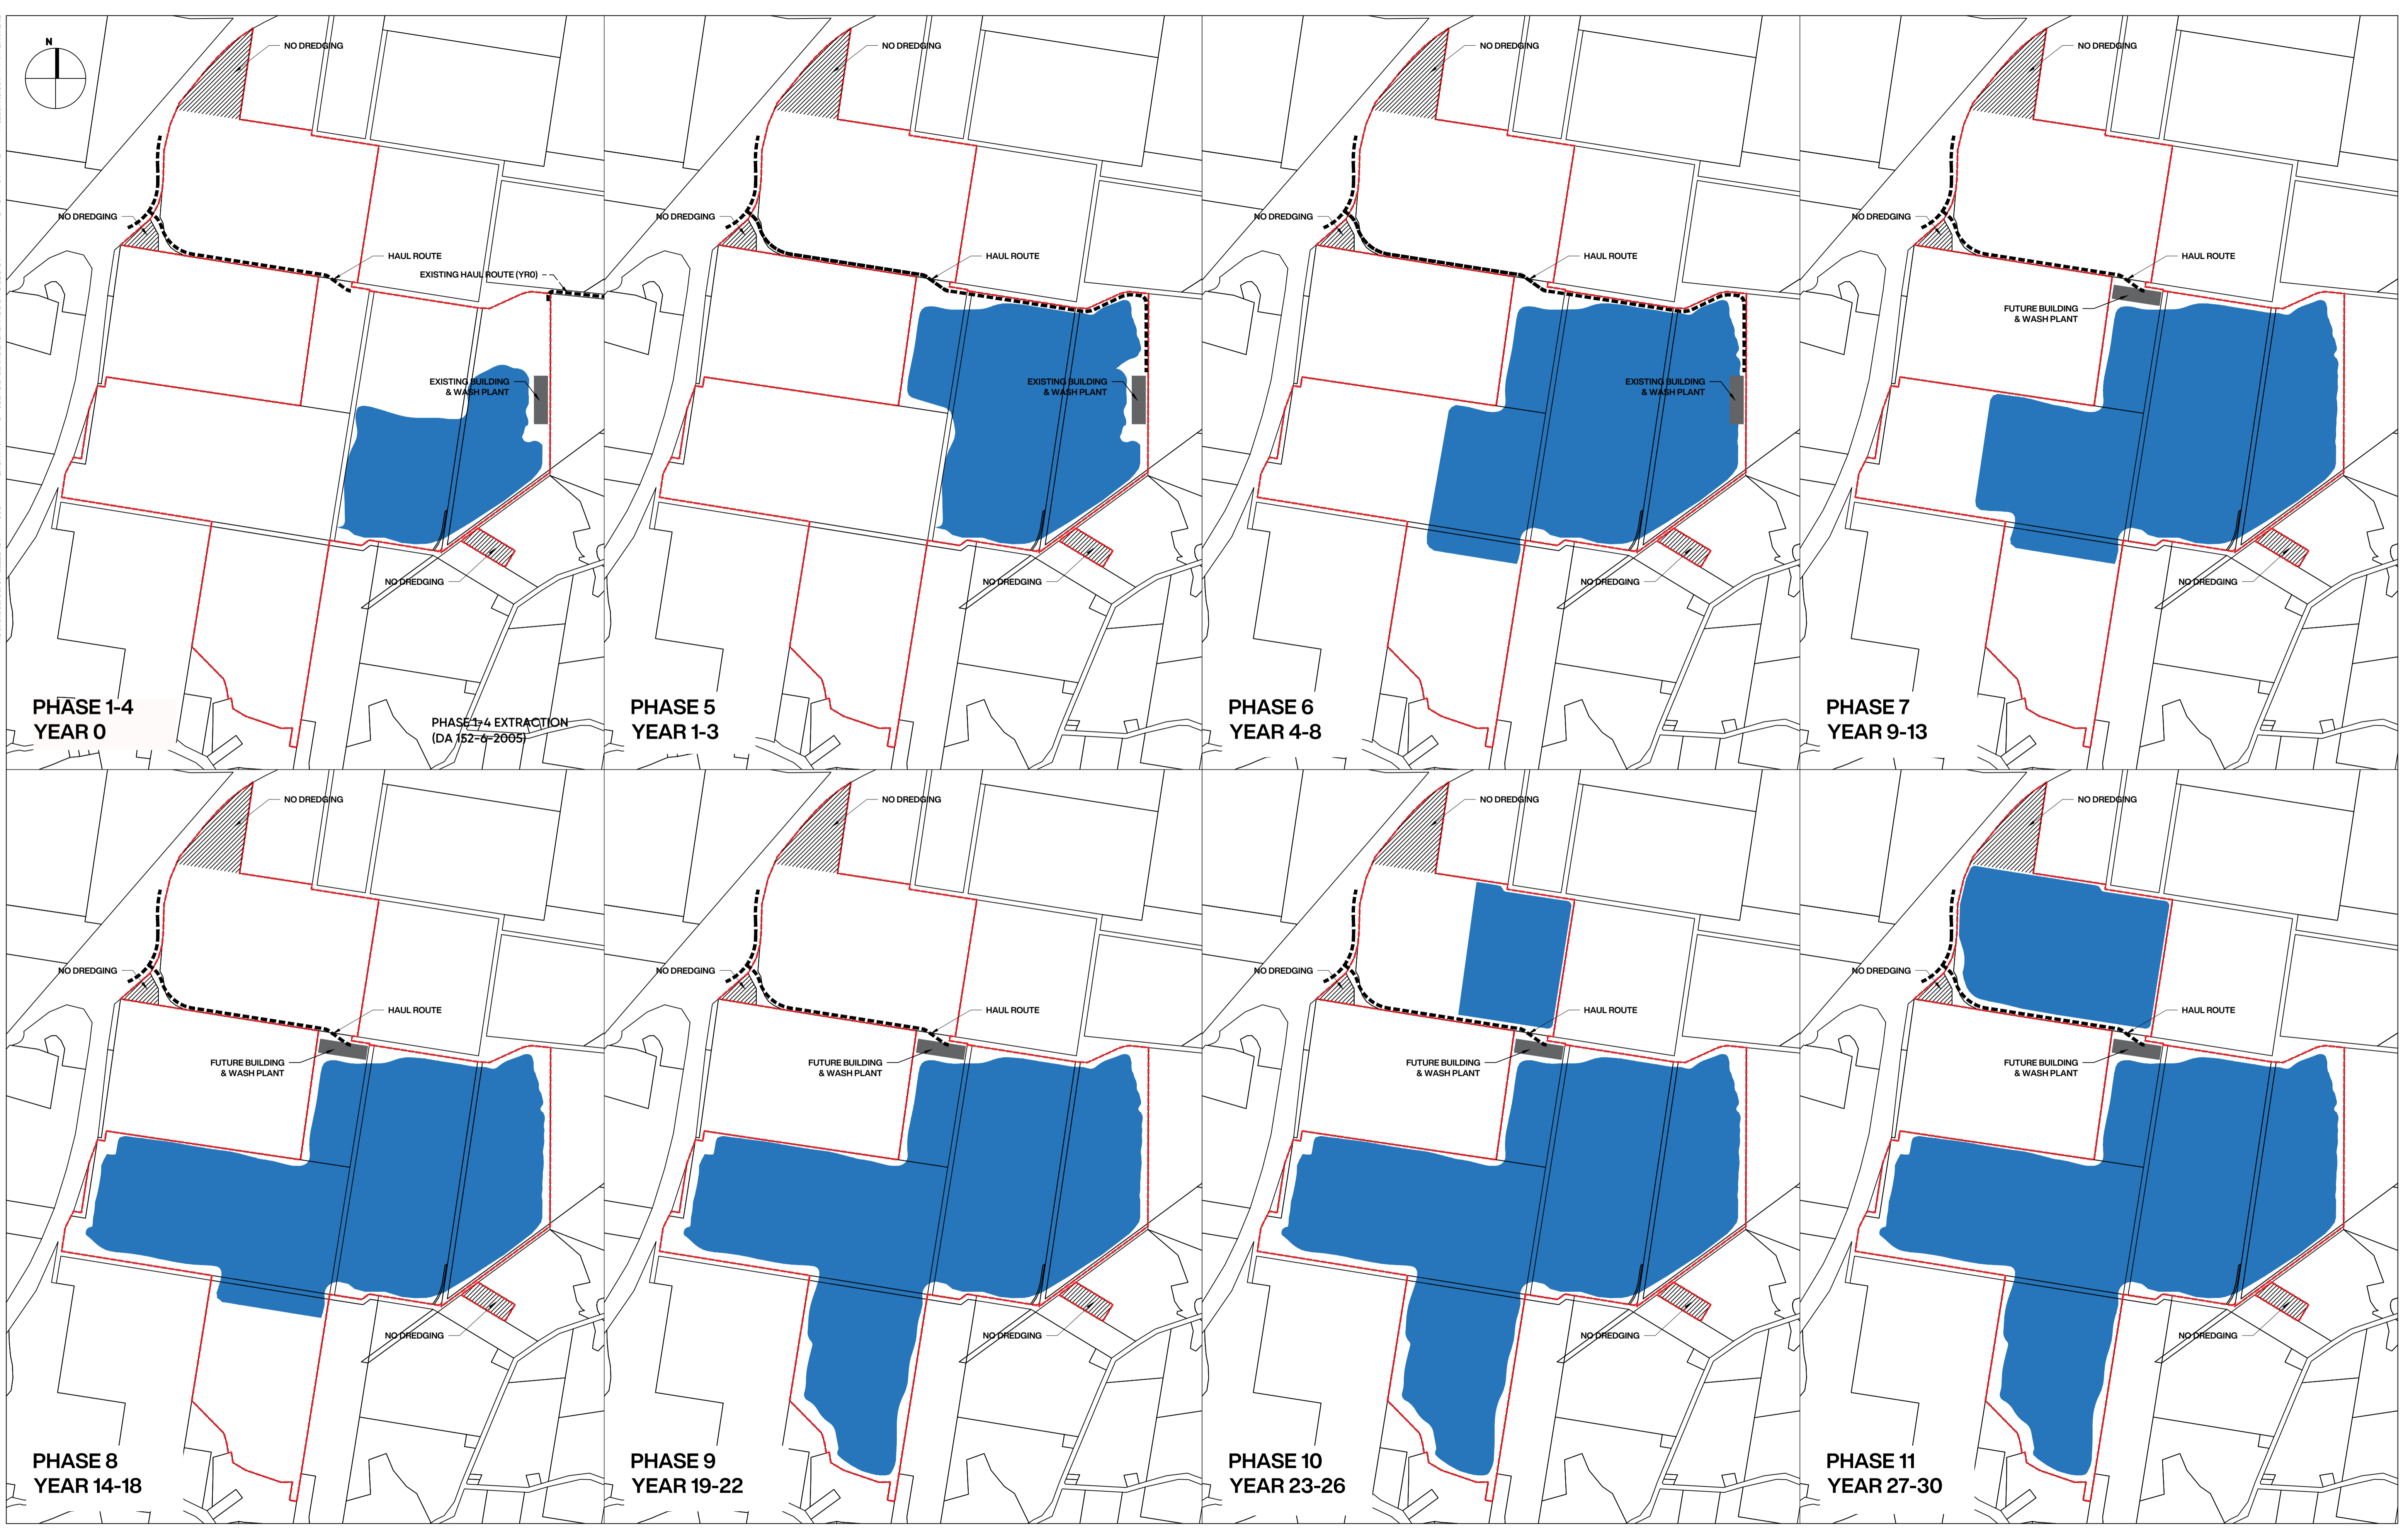 N
NO DREDGING
NO DREDGING
HAUL ROUTE
EXISTING HAUL ROUTE (YR0)
EXISTING BUILDING
& WASH PLANT
NO DREDGING
PHASE 1-4
YEAR 0
PHASE 1-4 EXTRACTION
(DA 152-6-2005)
NO DREDGING
NO DREDGING
HAUL ROUTE
EXISTING BUILDING
& WASH PLANT
NO DREDGING
PHASE 5
YEAR 1-3
NO DREDGING
NO DREDGING
HAUL ROUTE
EXISTING BUILDING
& WASH PLANT
NO DREDGING
PHASE 6
YEAR 4-8
NO DREDGING
NO DREDGING
HAUL ROUTE
FUTURE BUILDING
& WASH PLANT
NO DREDGING
PHASE 7
YEAR 9-13
NO DREDGING
NO DREDGING
HAUL ROUTE
FUTURE BUILDING
& WASH PLANT
NO DREDGING
PHASE 8
YEAR 14-18
NO DREDGING
NO DREDGING
HAUL ROUTE
FUTURE BUILDING
& WASH PLANT
NO DREDGING
PHASE 9
YEAR 19-22
NO DREDGING
NO DREDGING
HAUL ROUTE
FUTURE BUILDING
& WASH PLANT
NO DREDGING
PHASE 10
YEAR 23-26
NO DREDGING
NO DREDGING
HAUL ROUTE
FUTURE BUILDING
& WASH PLANT
NO DREDGING
PHASE 11
YEAR 27-30